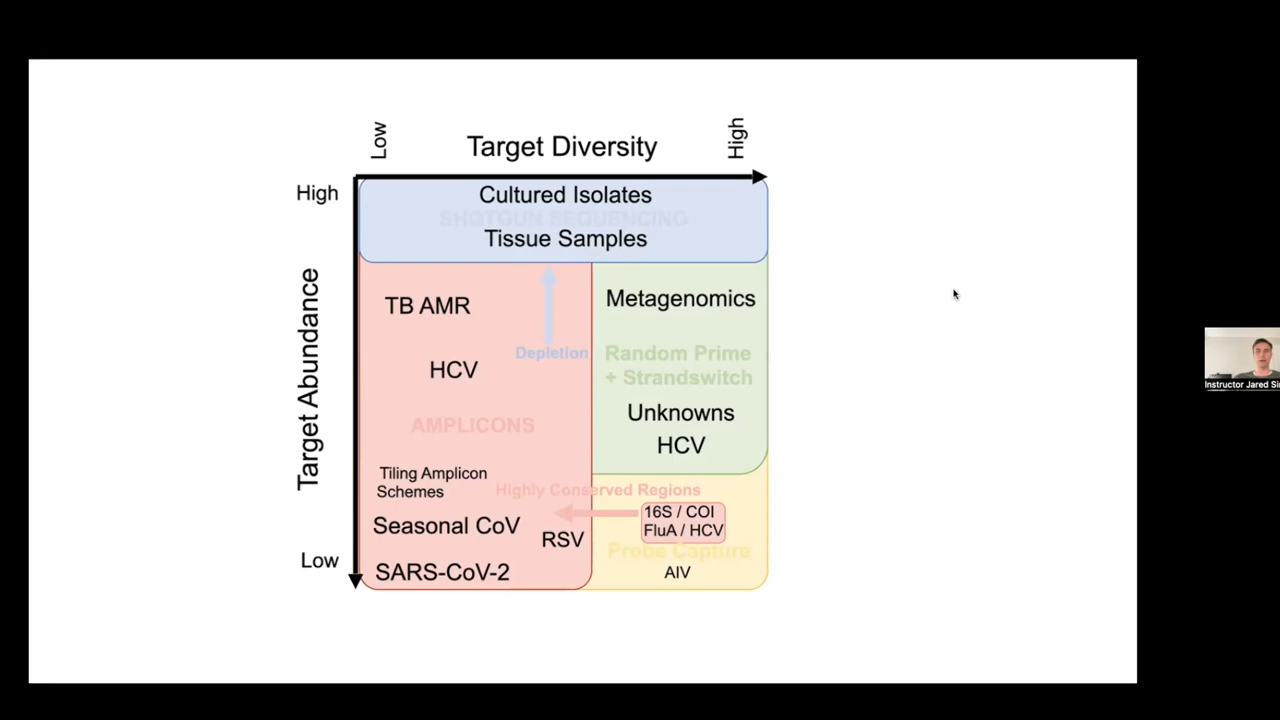 Low
Target Diversity
High
High
Cultured Isolates
SHOTGUN SEQUENCING
Tissue Samples
Target Abundance
TB AMR
Metagenomics
Depletion
Random Prime
+ Strandswitch
HCV
Unknowns
AMPLICONS
HCV
Tiling Amplicon
Schemes
Highly Conserved Regions
16S / COI
FluA / HCV
Seasonal CoV
RSV
Probe Capture
Low
SARS-CoV-2
AIV
Instructor Jared